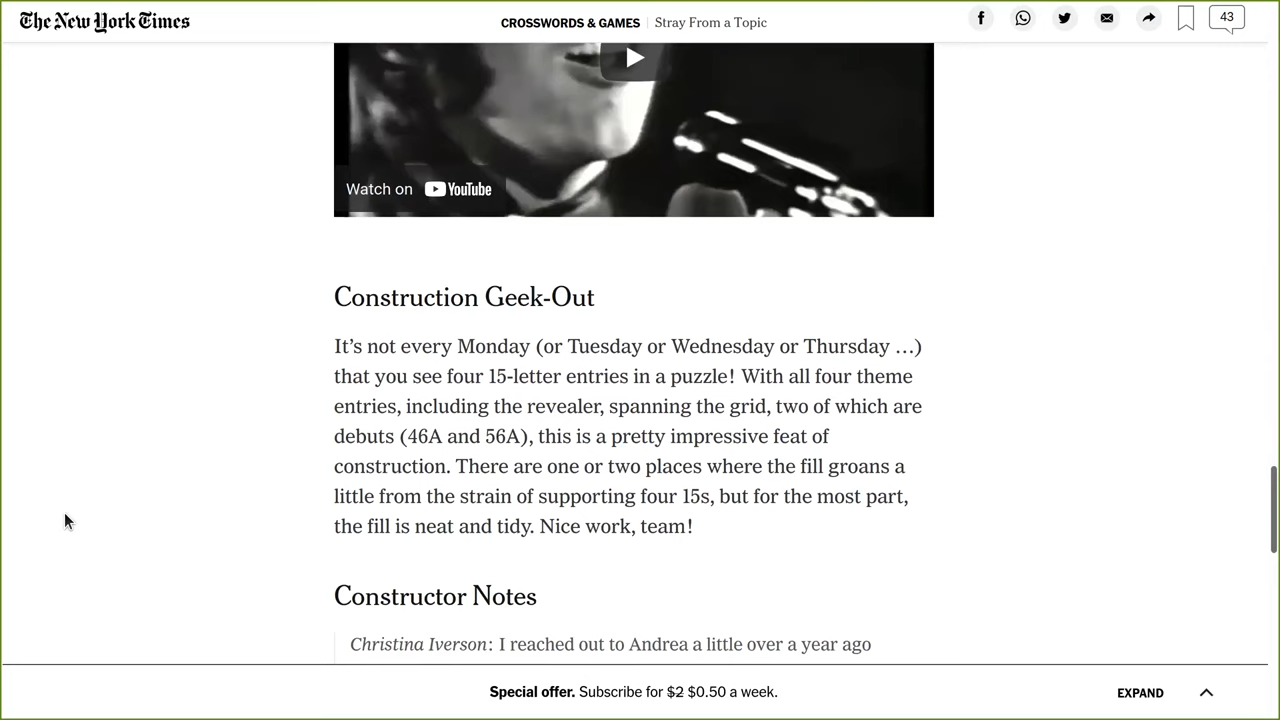 The New York Times
CROSSWORDS & GAMES | Stray From a Topic
43
Watch on YouTube
Construction Geek-Out
It’s not every Monday (or Tuesday or Wednesday or Thursday …)
that you see four 15-letter entries in a puzzle! With all four theme
entries, including the revealer, spanning the grid, two of which are
debuts (46A and 56A), this is a pretty impressive feat of
construction. There are one or two places where the fill groans a
little from the strain of supporting four 15s, but for the most part,
the fill is neat and tidy. Nice work, team!
Constructor Notes
Christina Iverson: I reached out to Andrea a little over a year ago
Special offer. Subscribe for $2 $0.50 a week.
EXPAND